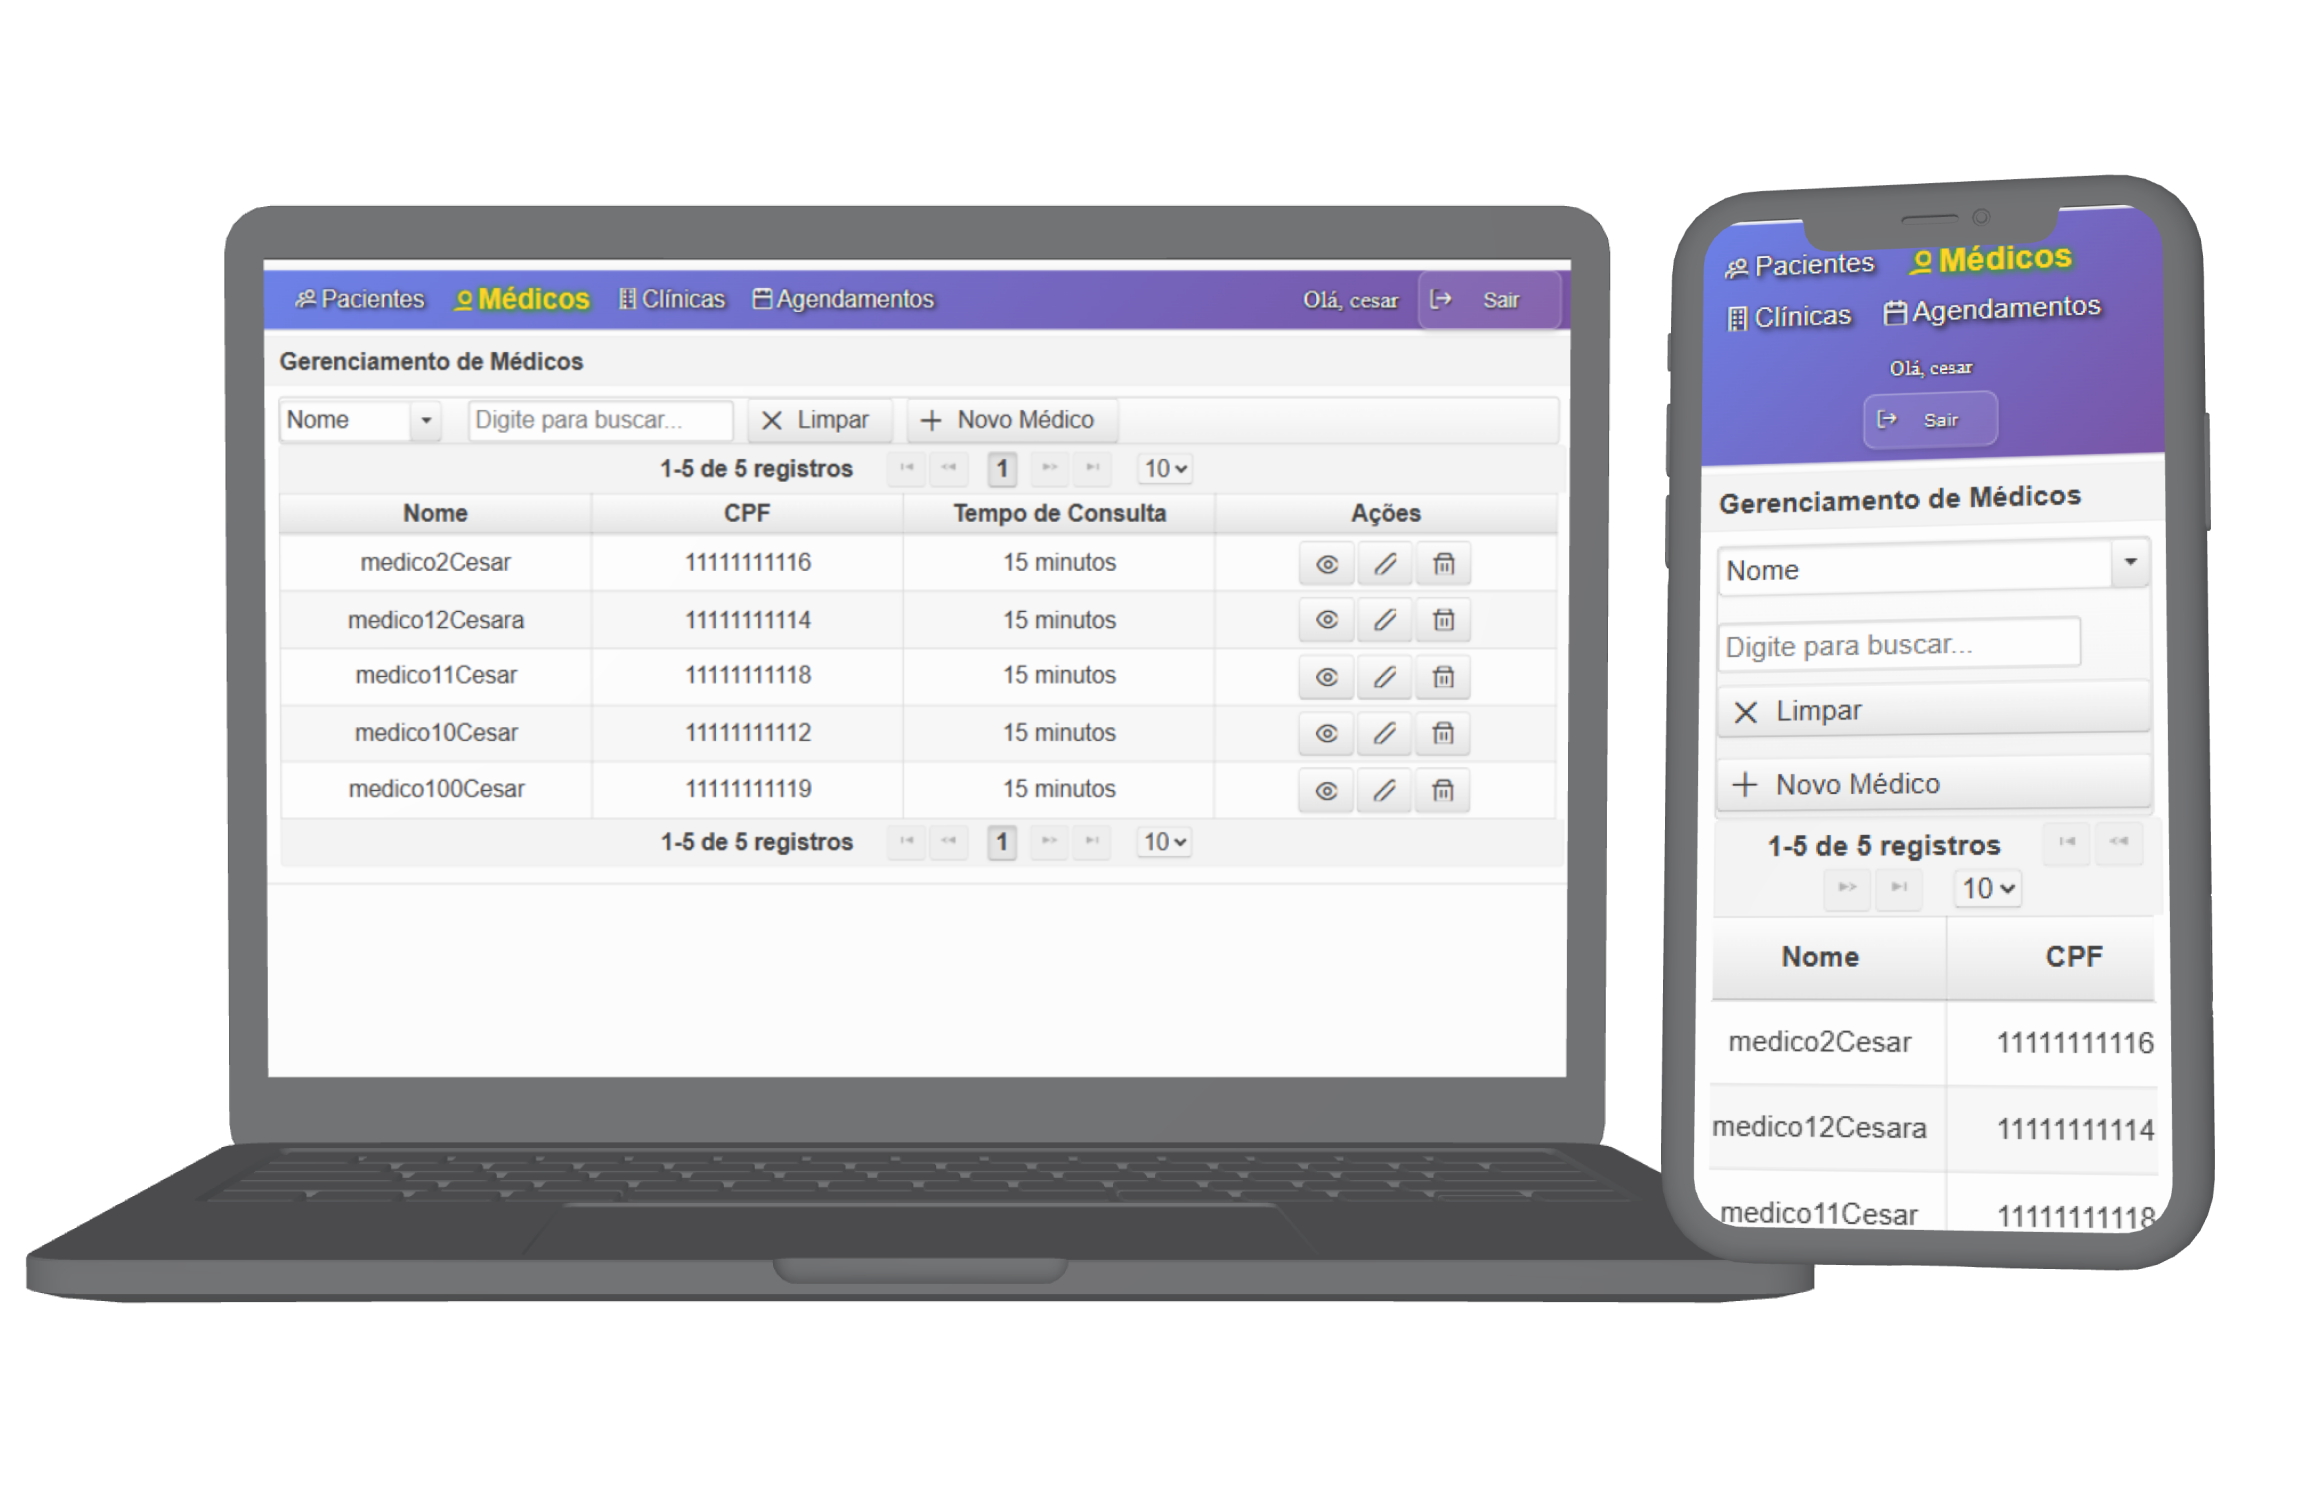 Pacientes Médicos Clínicas Agendamentos Olá, cesar Sair
Gerenciamento de Médicos
Nome Digite para buscar... Limpar Novo Médico
1-5 de 5 registros 1 10
Nome CPF Tempo de Consulta Ações
medico2Cesar 11111111116 15 minutos
medico12Cesara 11111111114 15 minutos
medico11Cesar 11111111118 15 minutos
medico10Cesar 11111111112 15 minutos
medico100Cesar 11111111119 15 minutos
1-5 de 5 registros 1 10
Pacientes Médicos
Clínicas Agendamentos
Olá, cesar
Sair
Gerenciamento de Médicos
Nome
Digite para buscar...
Limpar
Novo Médico
1-5 de 5 registros
10
Nome CPF
medico2Cesar 11111111116
medico12Cesara 11111111114
medico11Cesar 11111111118